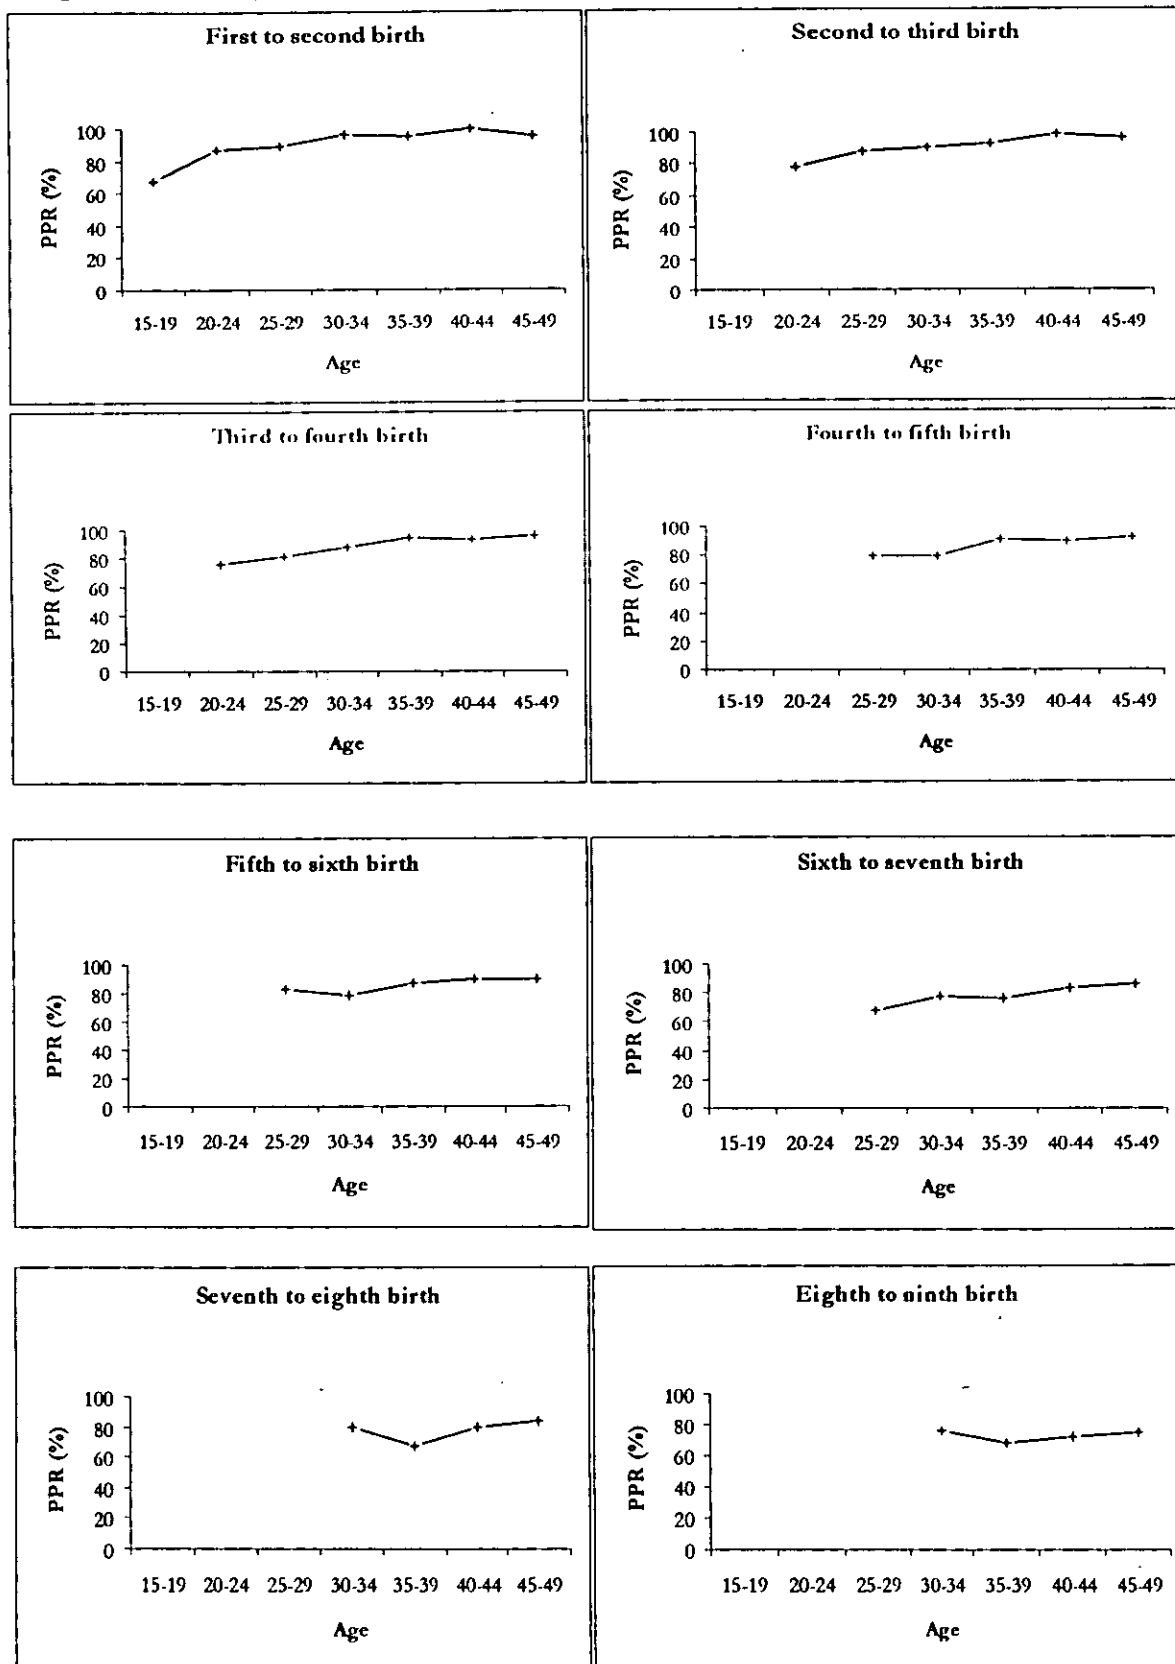 First to second birth
PPR (%)
100
80
60
40
20
0
15-19 20-24 25-29 30-34 35-39 40-44 45-49
Age
Second to third birth
PPR (%)
100
80
60
40
20
0
15-19 20-24 25-29 30-34 35-39 40-44 45-49
Age
Third to fourth birth
PPR (%)
100
80
60
40
20
0
15-19 20-24 25-29 30-34 35-39 40-44 45-49
Age
Fourth to fifth birth
PPR (%)
100
80
60
40
20
0
15-19 20-24 25-29 30-34 35-39 40-44 45-49
Age
Fifth to sixth birth
PPR (%)
100
80
60
40
20
0
15-19 20-24 25-29 30-34 35-39 40-44 45-49
Age
Sixth to seventh birth
PPR (%)
100
80
60
40
20
0
15-19 20-24 25-29 30-34 35-39 40-44 45-49
Age
Seventh to eighth birth
PPR (%)
100
80
60
40
20
0
15-19 20-24 25-29 30-34 35-39 40-44 45-49
Age
Eighth to ninth birth
PPR (%)
100
80
60
40
20
0
15-19 20-24 25-29 30-34 35-39 40-44 45-49
Age